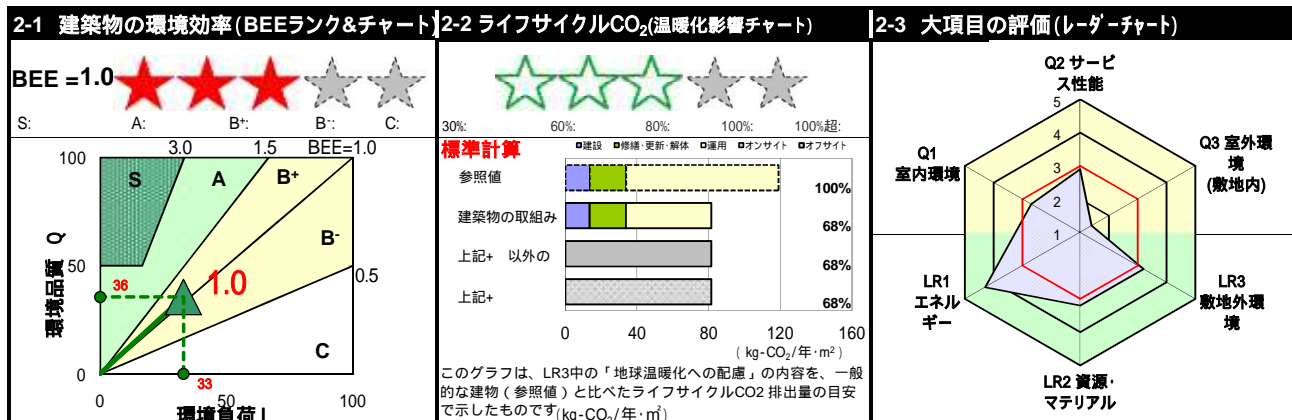 2-1 建築物の環境効率(BEEランク&チャート)
BEE =1.0
S: A: B+: B-: C:
3.0 1.5 BEE=1.0
100
S A B+
B-
環境品質 Q
50
0.5
36
1.0
C
0
33
0 50 100
環境負荷 L
2-2 ライフサイクルCO2(温暖化影響チャート)
30%: 60%: 80%: 100%: 100%超:
標準計算
建設 修繕・更新・解体 運用 オンサイト オフサイト
参照値 100%
建築物の取組み 68%
上記+ 以外の 68%
上記+ 68%
0 40 80 120 160
( kg-CO2/年・m2 )
このグラフは、LR3中の「地球温暖化への配慮」の内容を、一般
的な建物(参照値)と比べたライフサイクルCO2 排出量の目安
で示したものです(kg-CO2/年・㎡)
2-3 大項目の評価(レーダーチャート)
Q2 サービ
ス性能
5
4
3
2
1
Q1
室内環境
Q3 室外環
境
(敷地内)
LR1
エネル
ギー
LR3
敷地外環
境
LR2 資源・
マテリアル